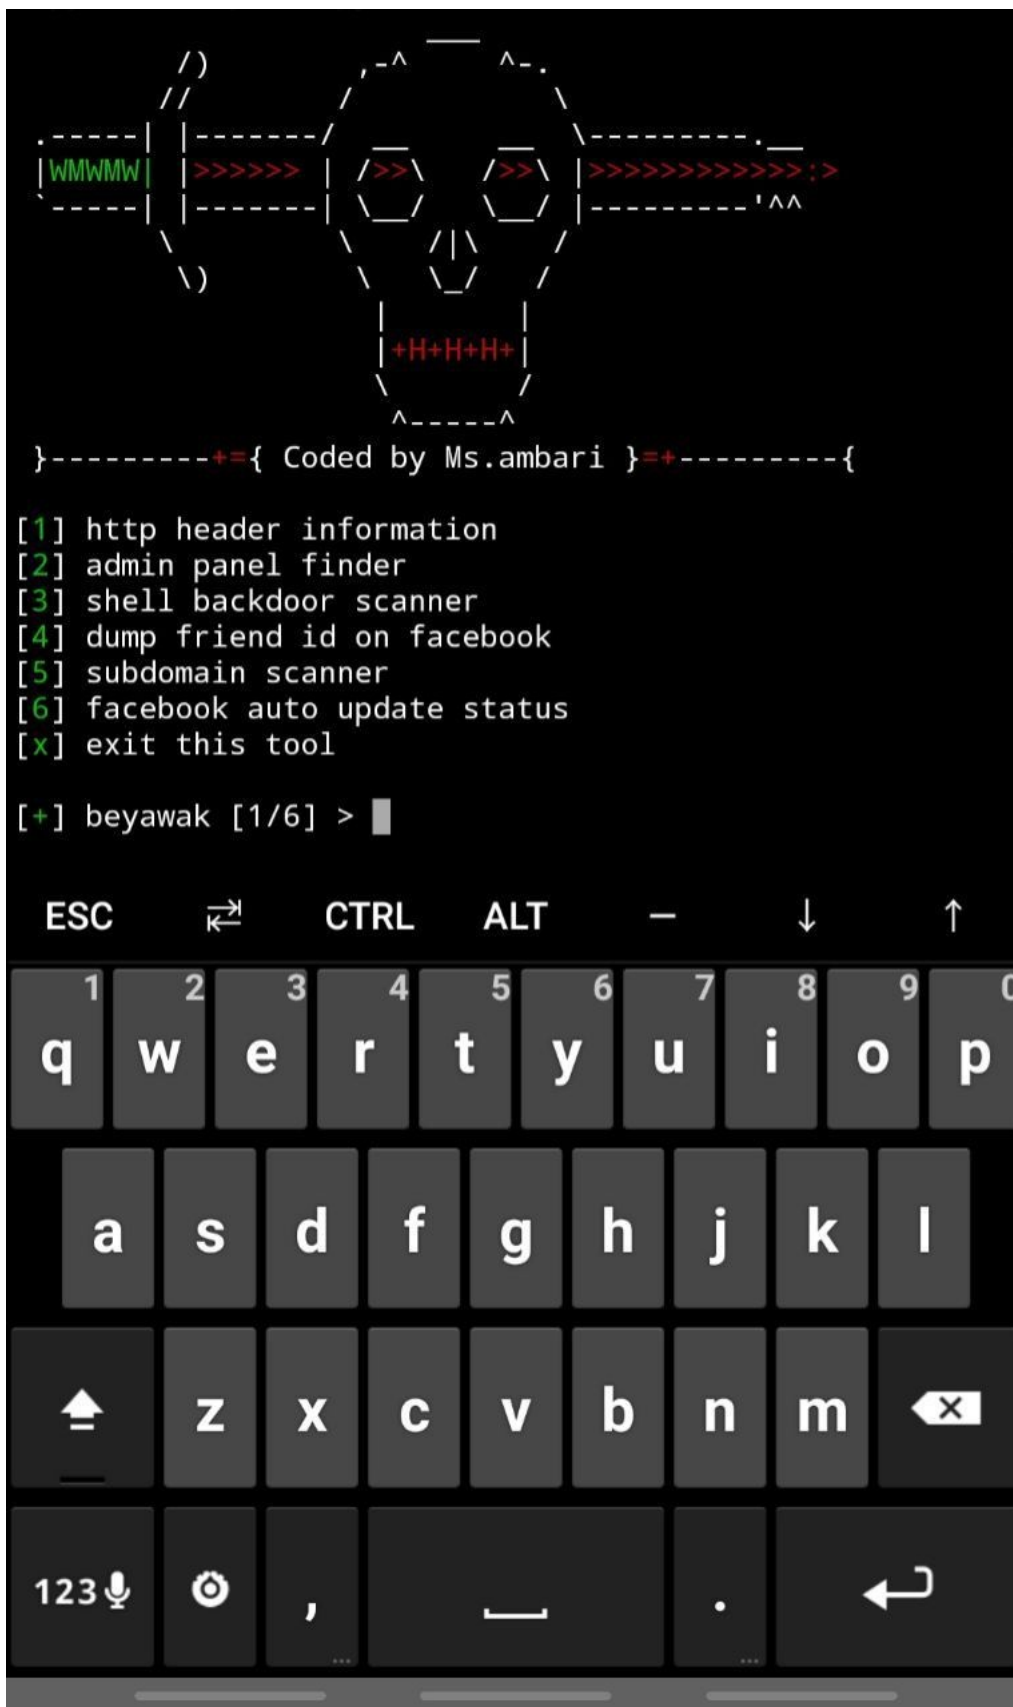 WMWMW
+H+H+H+
}---------+={ Coded by Ms.ambari }=+---------{
[1] http header information
[2] admin panel finder
[3] shell backdoor scanner
[4] dump friend id on facebook
[5] subdomain scanner
[6] facebook auto update status
[x] exit this tool
[+] beyawak [1/6] >
ESC CTRL ALT — ↓ ↑
1 2 3 4 5 6 7 8 9 0
q w e r t y u i o p
a s d f g h j k l
z x c v b n m
123 , .